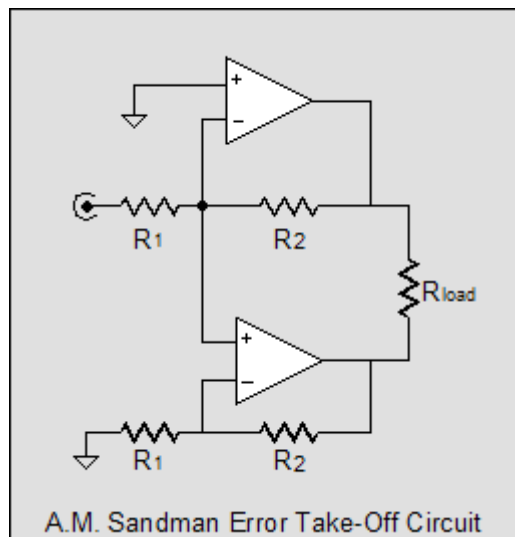 +
−
R1
R2
Rload
+
−
R1
R2
A.M. Sandman Error Take-Off Circuit